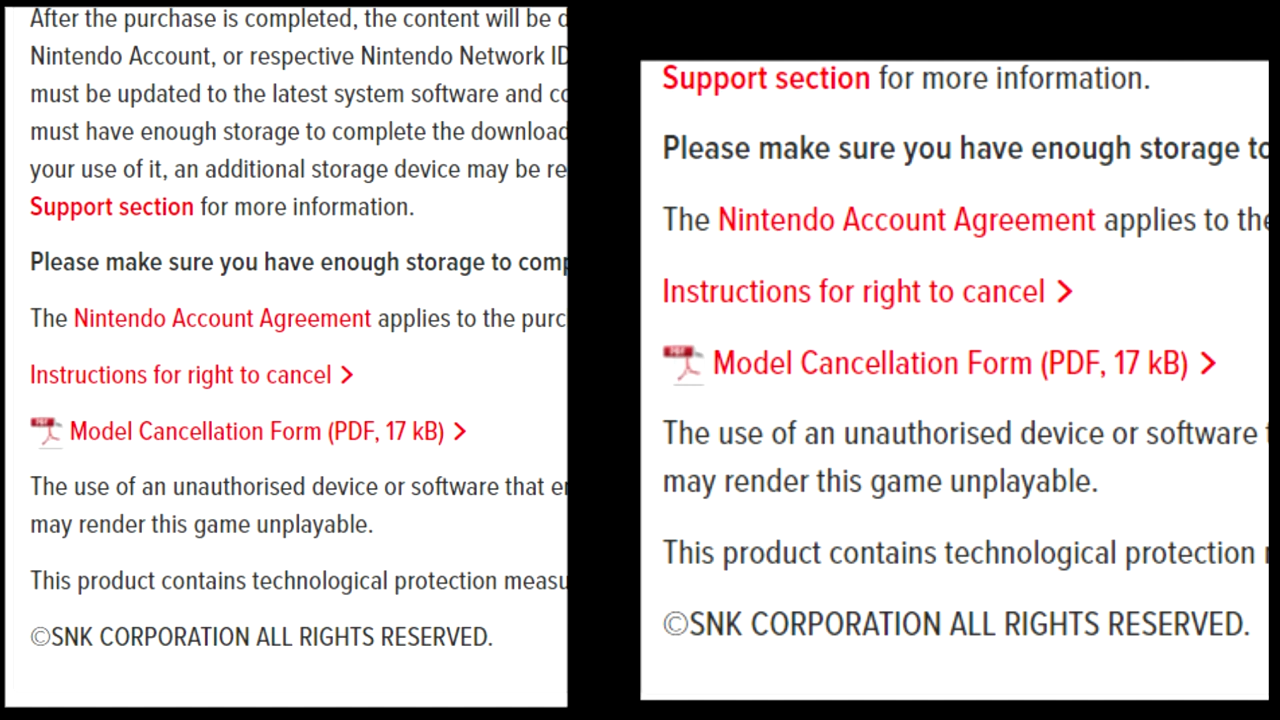 After the purchase is completed, the content will be
Nintendo Account, or respective Nintendo Network ID
must be updated to the latest system software and
must have enough storage to complete the download
your use of it, an additional storage device may be re
Support section for more information.
Please make sure you have enough storage to comp
The Nintendo Account Agreement applies to the purc
Instructions for right to cancel >
PDF Model Cancellation Form (PDF, 17 kB) >
The use of an unauthorised device or software that
may render this game unplayable.
This product contains technological protection measu
©SNK CORPORATION ALL RIGHTS RESERVED.
Support section for more information.
Please make sure you have enough storage to
The Nintendo Account Agreement applies to the
Instructions for right to cancel >
PDF Model Cancellation Form (PDF, 17 kB) >
The use of an unauthorised device or software
may render this game unplayable.
This product contains technological protection
©SNK CORPORATION ALL RIGHTS RESERVED.